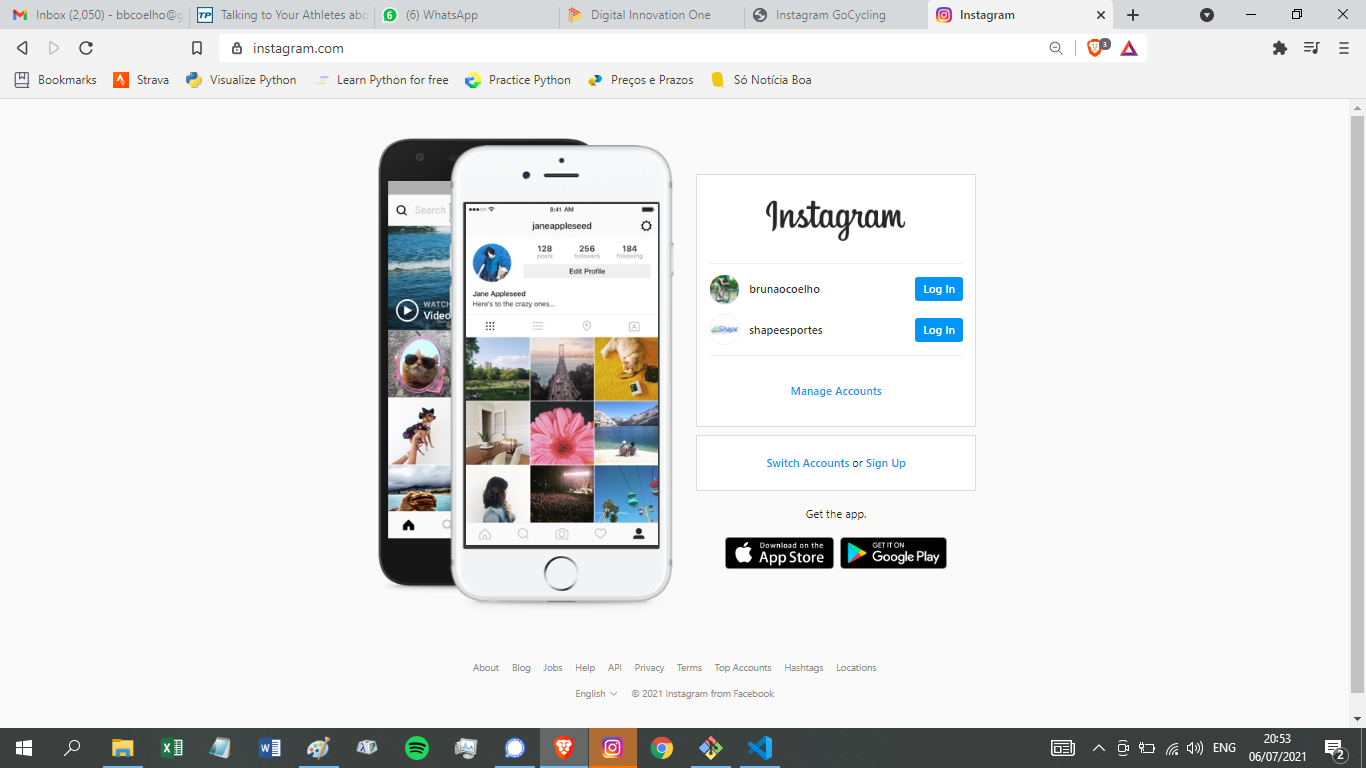 Inbox (2,050) - bbcoelho@g
Talking to Your Athletes abo
(6) WhatsApp
Digital Innovation One
Instagram GoCycling
Instagram
instagram.com
3
Bookmarks
Strava
Visualize Python
Learn Python for free
Practice Python
Preços e Prazos
Só Notícia Boa
Search
WATCH
Video
9:41 AM
janeappleseed
128
posts
256
followers
184
following
Edit Profile
Jane Appleseed
Here's to the crazy ones...
Instagram
brunaocoelho
Log In
shapeesportes
Log In
Manage Accounts
Switch Accounts or Sign Up
Get the app.
Download on the
App Store
GET IT ON
Google Play
About Blog Jobs Help API Privacy Terms Top Accounts Hashtags Locations
English © 2021 Instagram from Facebook
ENG
20:53
06/07/2021
2